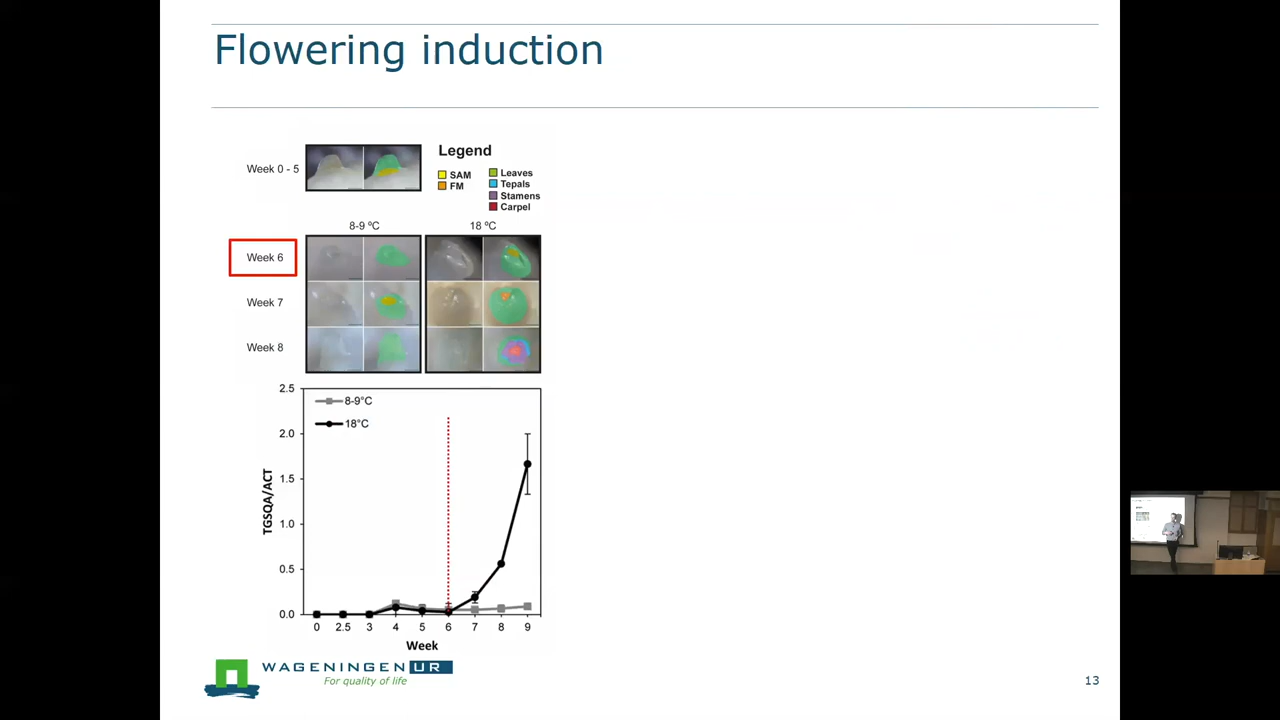 Flowering induction
Week 0 - 5
Legend
SAM
FM
Leaves
Tepals
Stamens
Carpel
8-9 ºC
18 ºC
Week 6
Week 7
Week 8
2.5
2.0
1.5
1.0
0.5
0.0
TGSQA/ACT
8-9°C
18°C
0 2.5 3 4 5 6 7 8 9
Week
WAGENINGEN UR
For quality of life
13